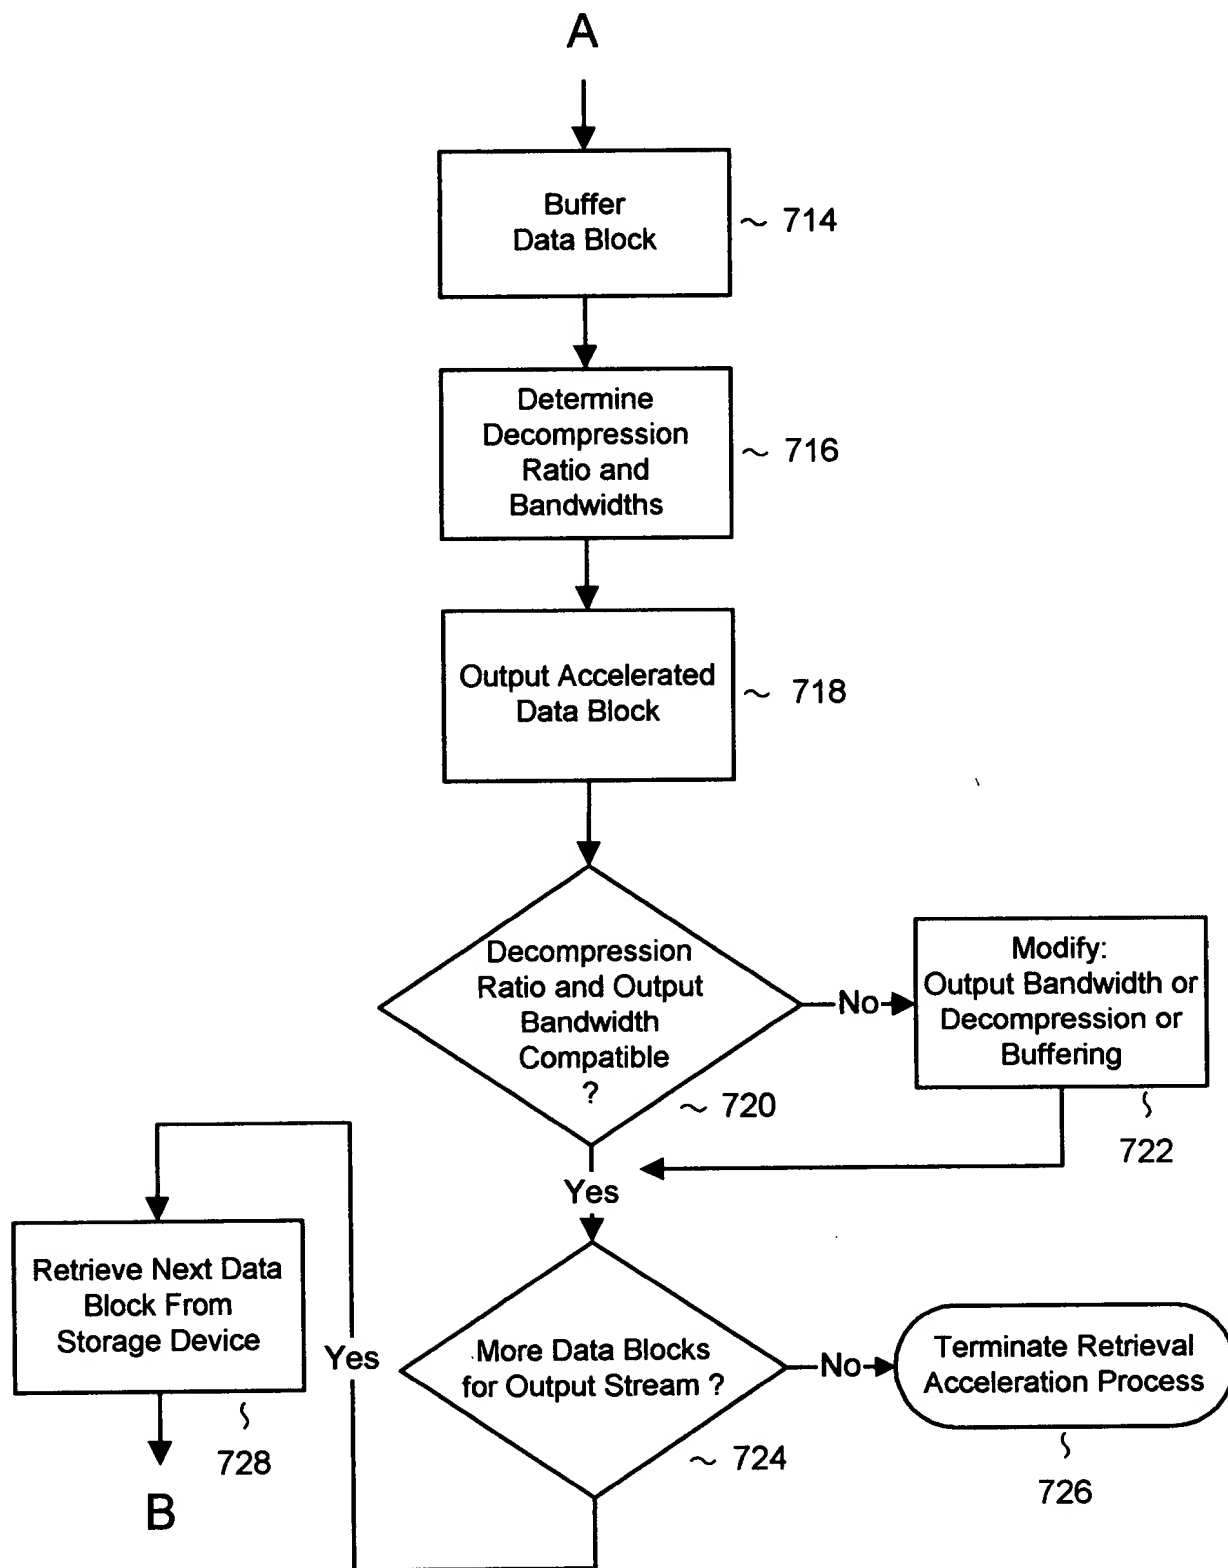 A
Buffer
Data Block
~ 714
Determine
Decompression
Ratio and
Bandwidths
~ 716
Output Accelerated
Data Block
~ 718
Decompression
Ratio and Output
Bandwidth
Compatible
?
~ 720
No
Modify:
Output Bandwidth or
Decompression or
Buffering
722
Yes
More Data Blocks
for Output Stream ?
~ 724
No
Terminate Retrieval
Acceleration Process
726
Yes
Retrieve Next Data
Block From
Storage Device
728
B